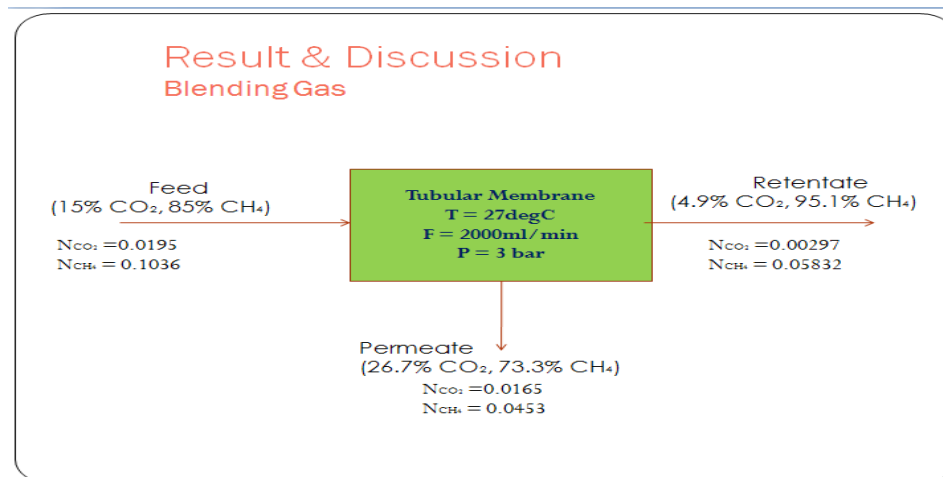 Result & Discussion
Blending Gas
Feed
(15% CO₂, 85% CH₄)
Nco₂ =0.0195
NCH₄ = 0.1036
Tubular Membrane
T = 27degC
F = 2000ml/min
P = 3 bar
Retentate
(4.9% CO₂, 95.1% CH₄)
Nco₂ =0.00297
NCH₄ = 0.05832
Permeate
(26.7% CO₂, 73.3% CH₄)
Nco₂ =0.0165
NCH₄ = 0.0453